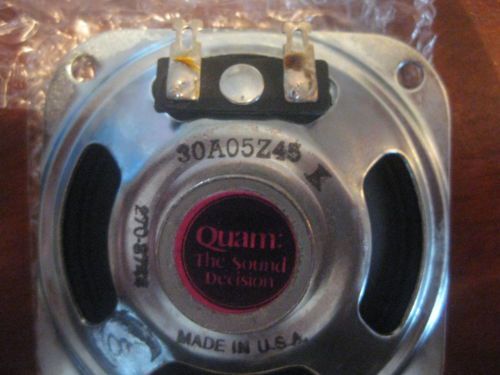 30A05Z45
K
Quam:
The Sound
Decision
MADE IN U.S.A.